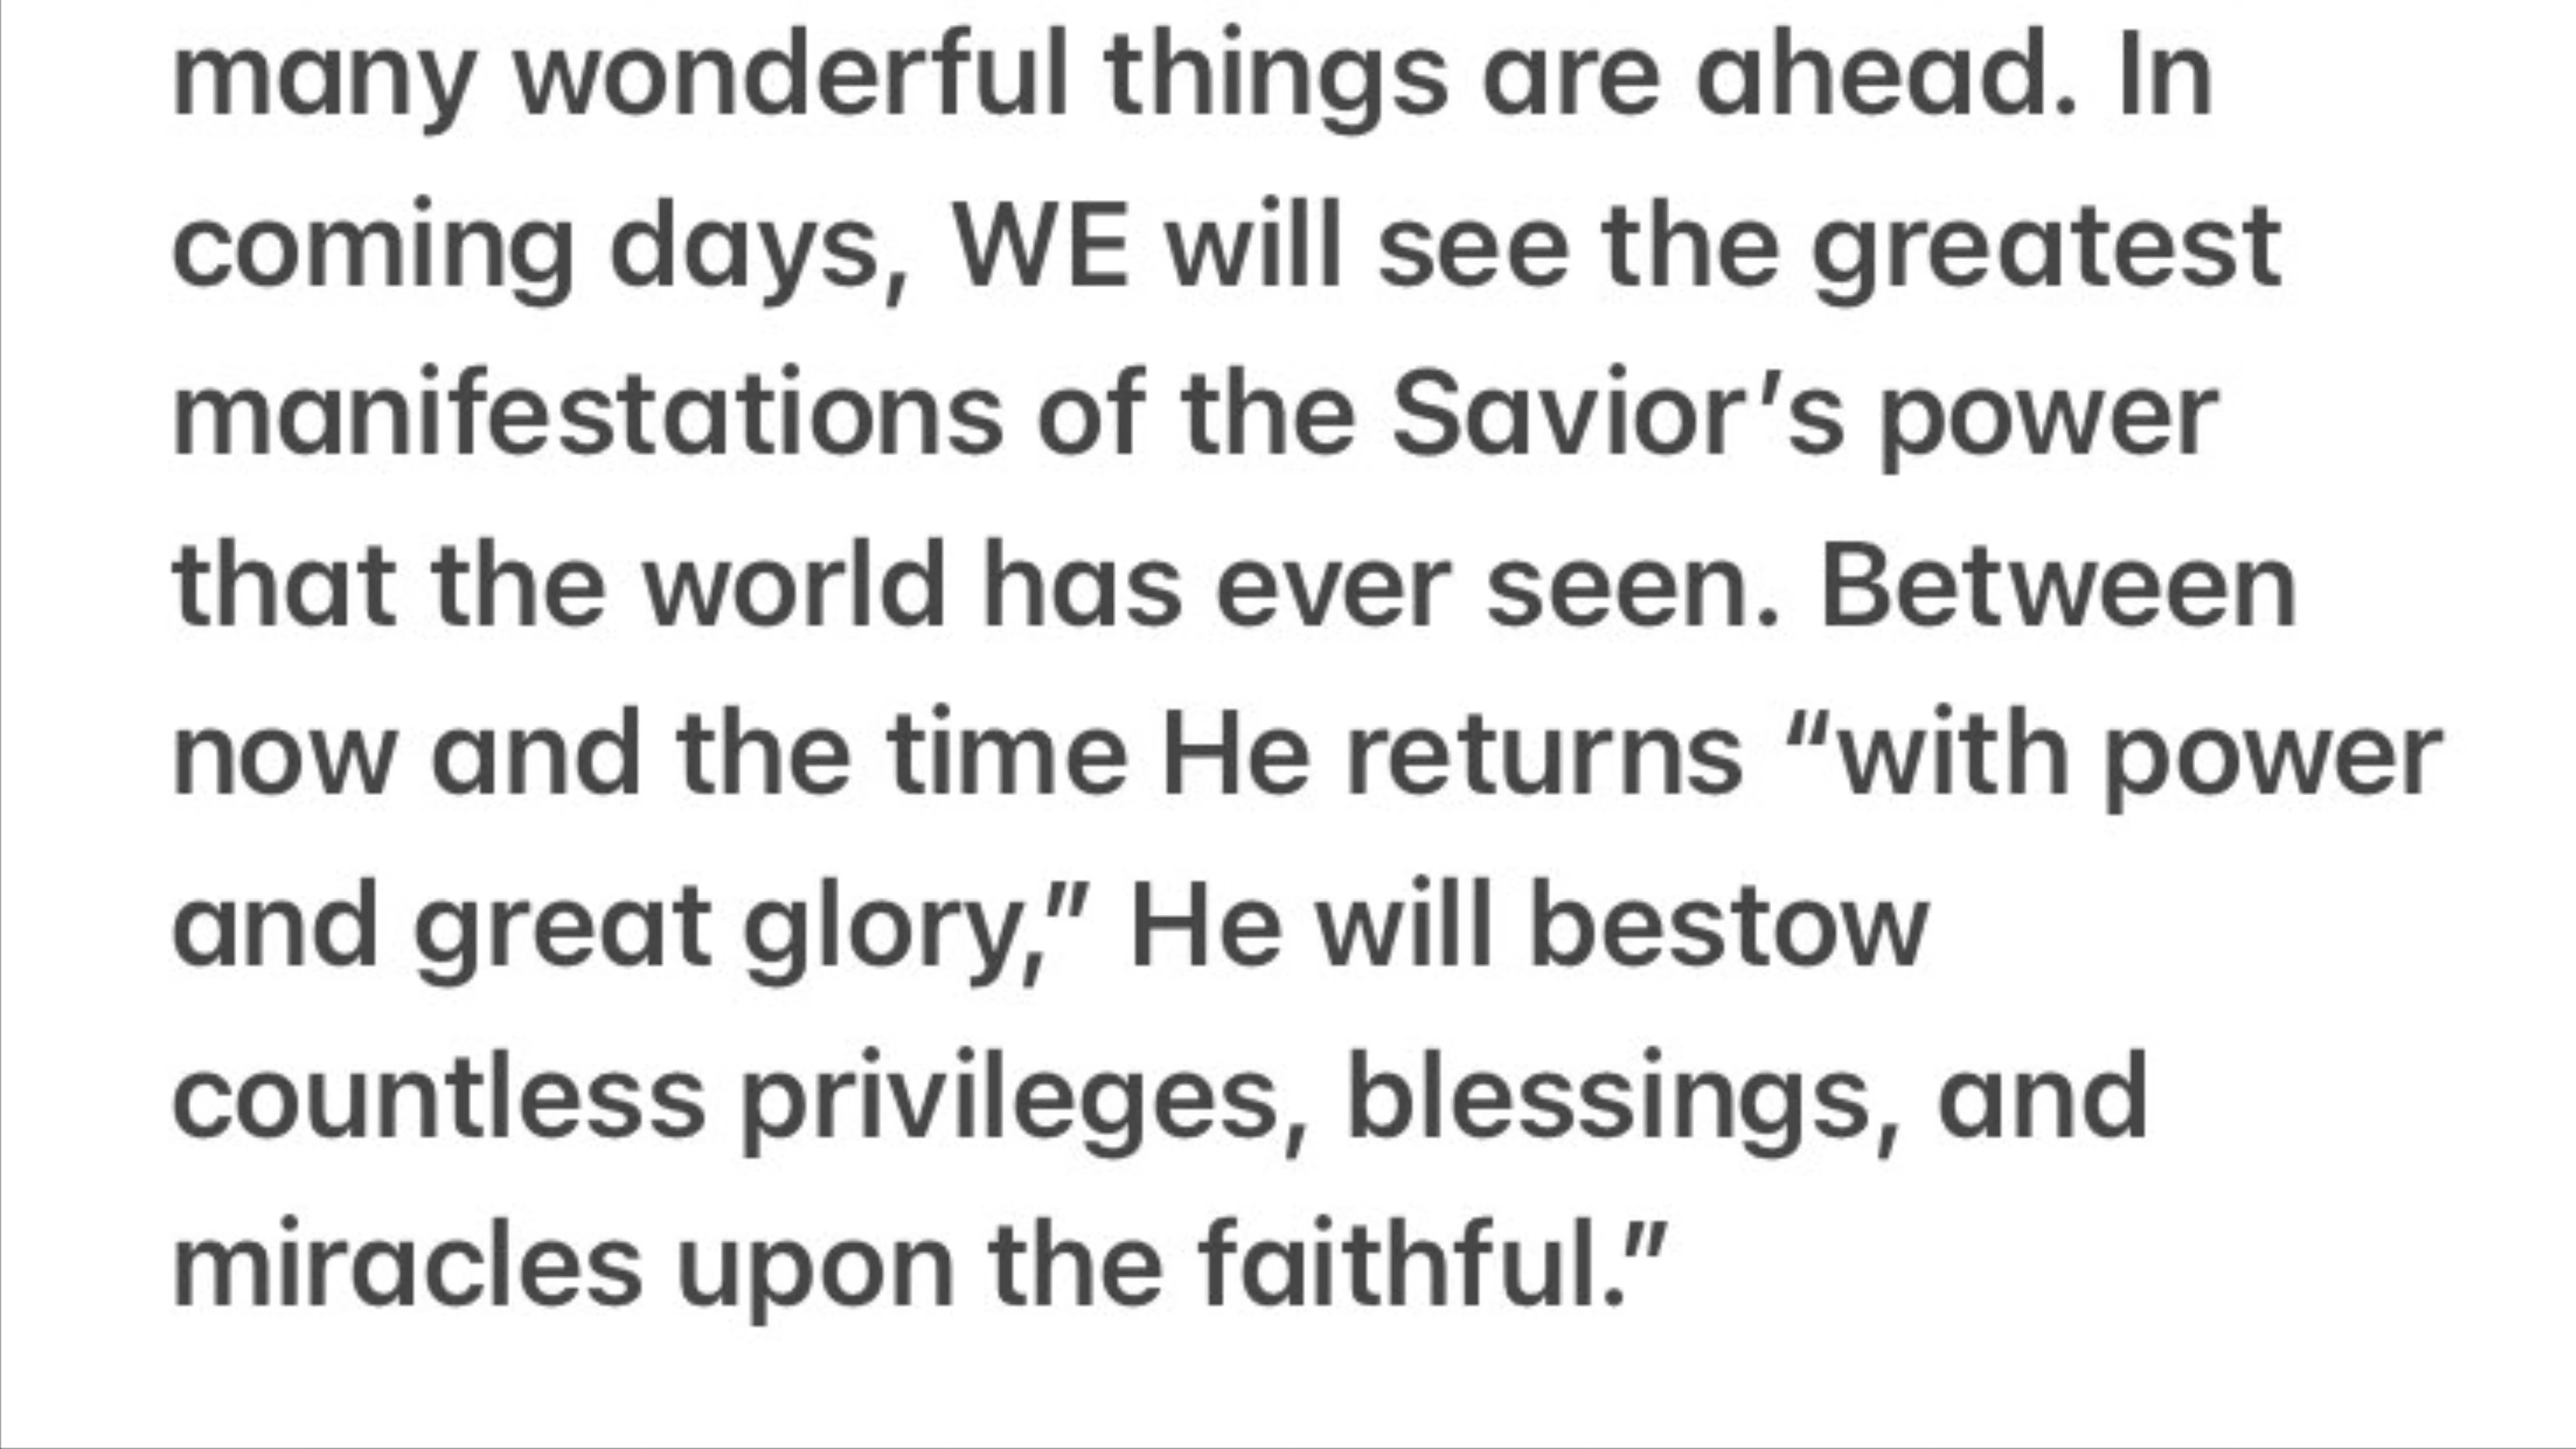 many wonderful things are ahead. In
coming days, WE will see the greatest
manifestations of the Savior’s power
that the world has ever seen. Between
now and the time He returns “with power
and great glory,” He will bestow
countless privileges, blessings, and
miracles upon the faithful.”